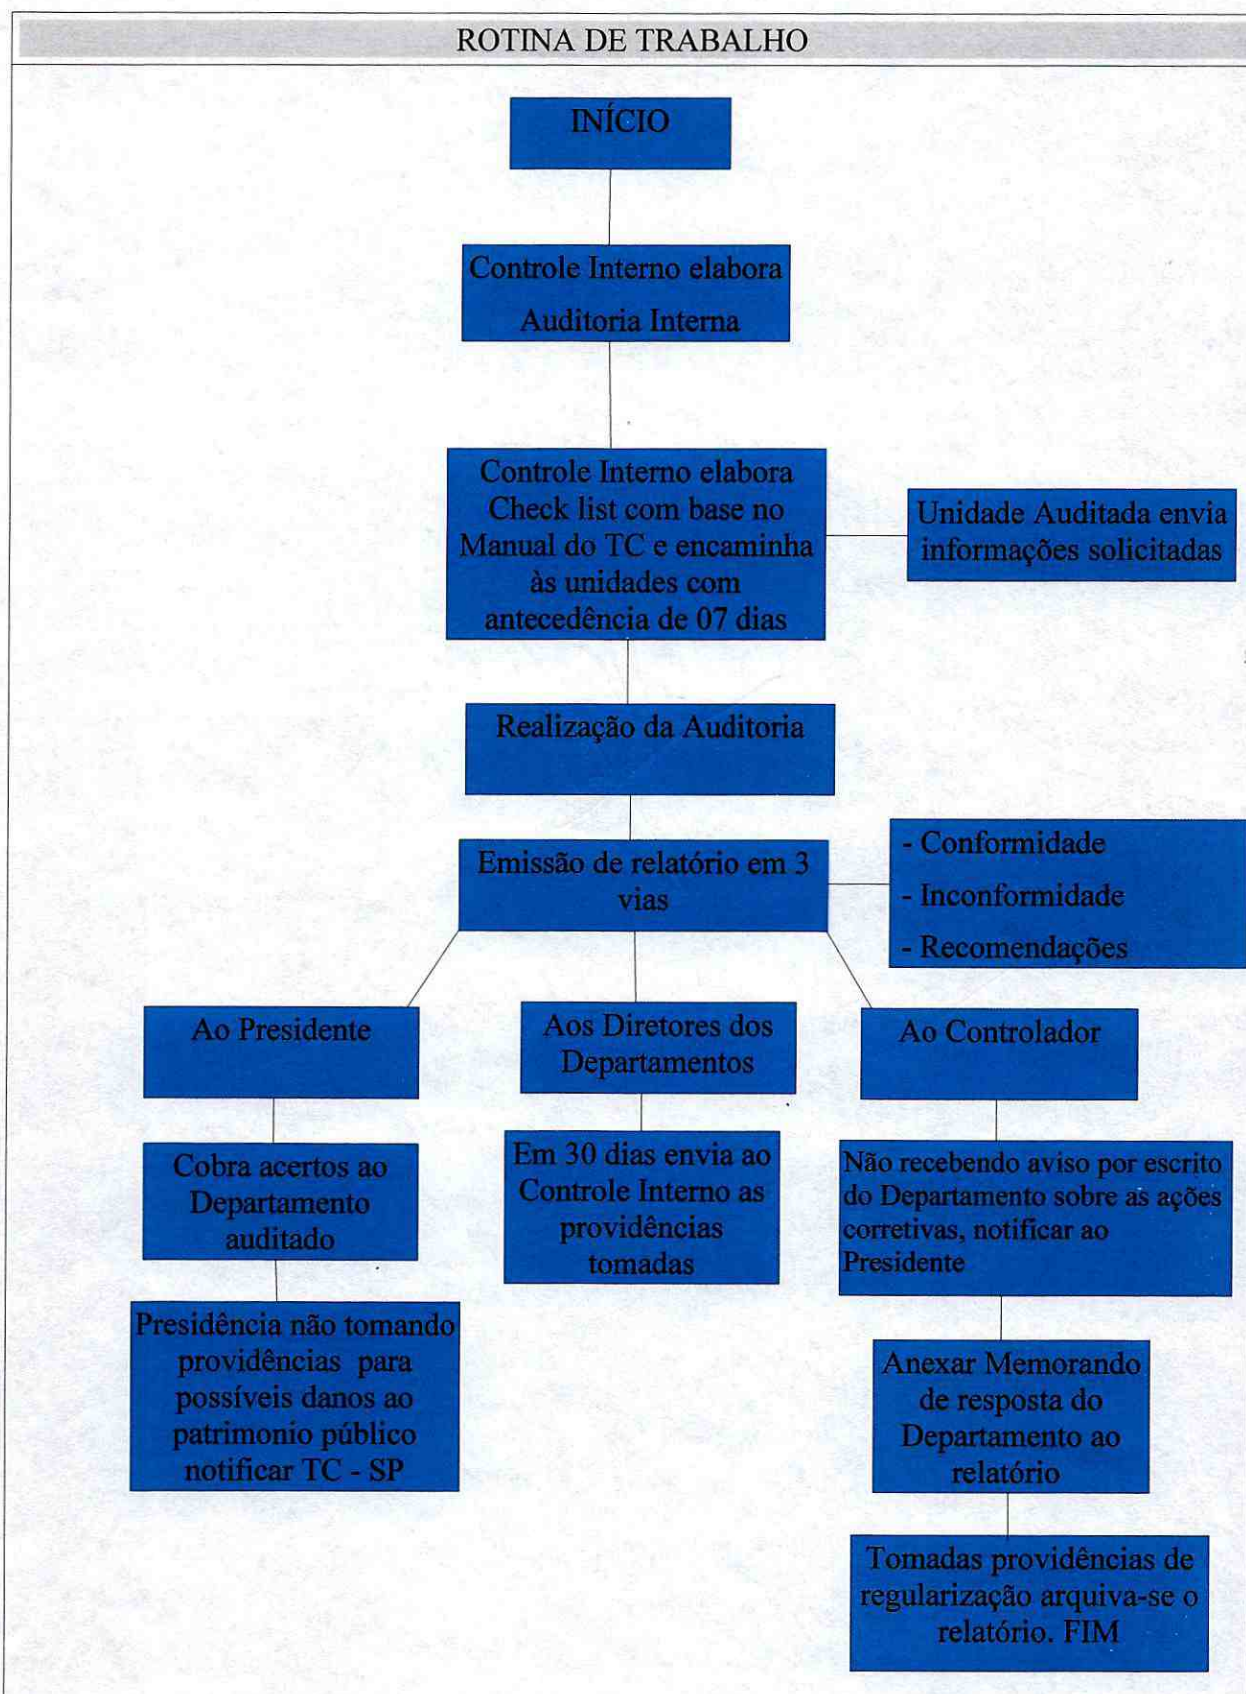 ROTINA DE TRABALHO
INÍCIO
Controle Interno elabora
Auditoria Interna
Controle Interno elabora
Check list com base no
Manual do TC e encaminha
às unidades com
antecedência de 07 dias
Unidade Auditada envia
informações solicitadas
Realização da Auditoria
Emissão de relatório em 3
vias
- Conformidade
- Inconformidade
- Recomendações
Ao Presidente
Aos Diretores dos
Departamentos
Ao Controlador
Cobra acertos ao
Departamento
auditado
Em 30 dias envia ao
Controle Interno as
providências
tomadas
Não recebendo aviso por escrito
do Departamento sobre as ações
corretivas, notificar ao
Presidente
Presidência não tomando
providências para
possíveis danos ao
patrimonio público
notificar TC - SP
Anexar Memorando
de resposta do
Departamento ao
relatório
Tomadas providências de
regularização arquiva-se o
relatório. FIM